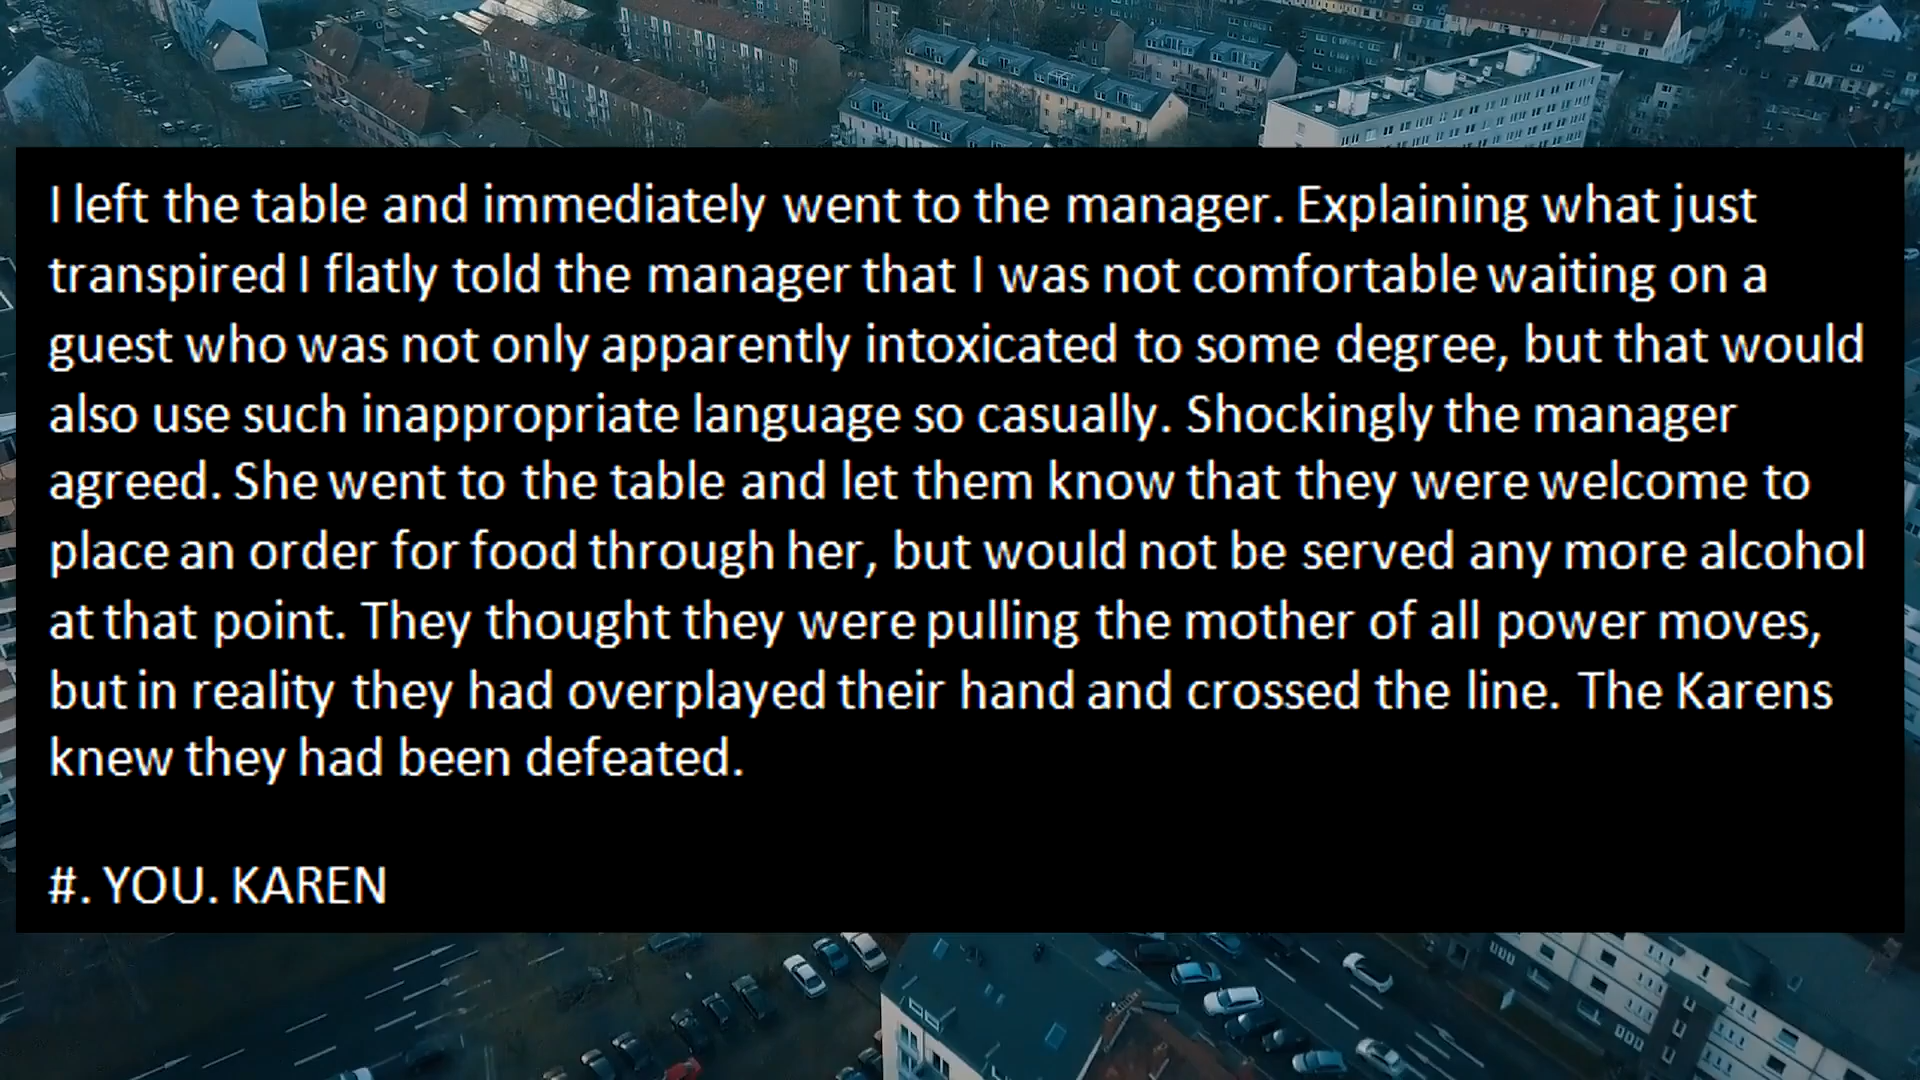 I left the table and immediately went to the manager. Explaining what just
transpired I flatly told the manager that I was not comfortable waiting on a
guest who was not only apparently intoxicated to some degree, but that would
also use such inappropriate language so casually. Shockingly the manager
agreed. She went to the table and let them know that they were welcome to
place an order for food through her, but would not be served any more alcohol
at that point. They thought they were pulling the mother of all power moves,
but in reality they had overplayed their hand and crossed the line. The Karens
knew they had been defeated.
#. YOU. KAREN